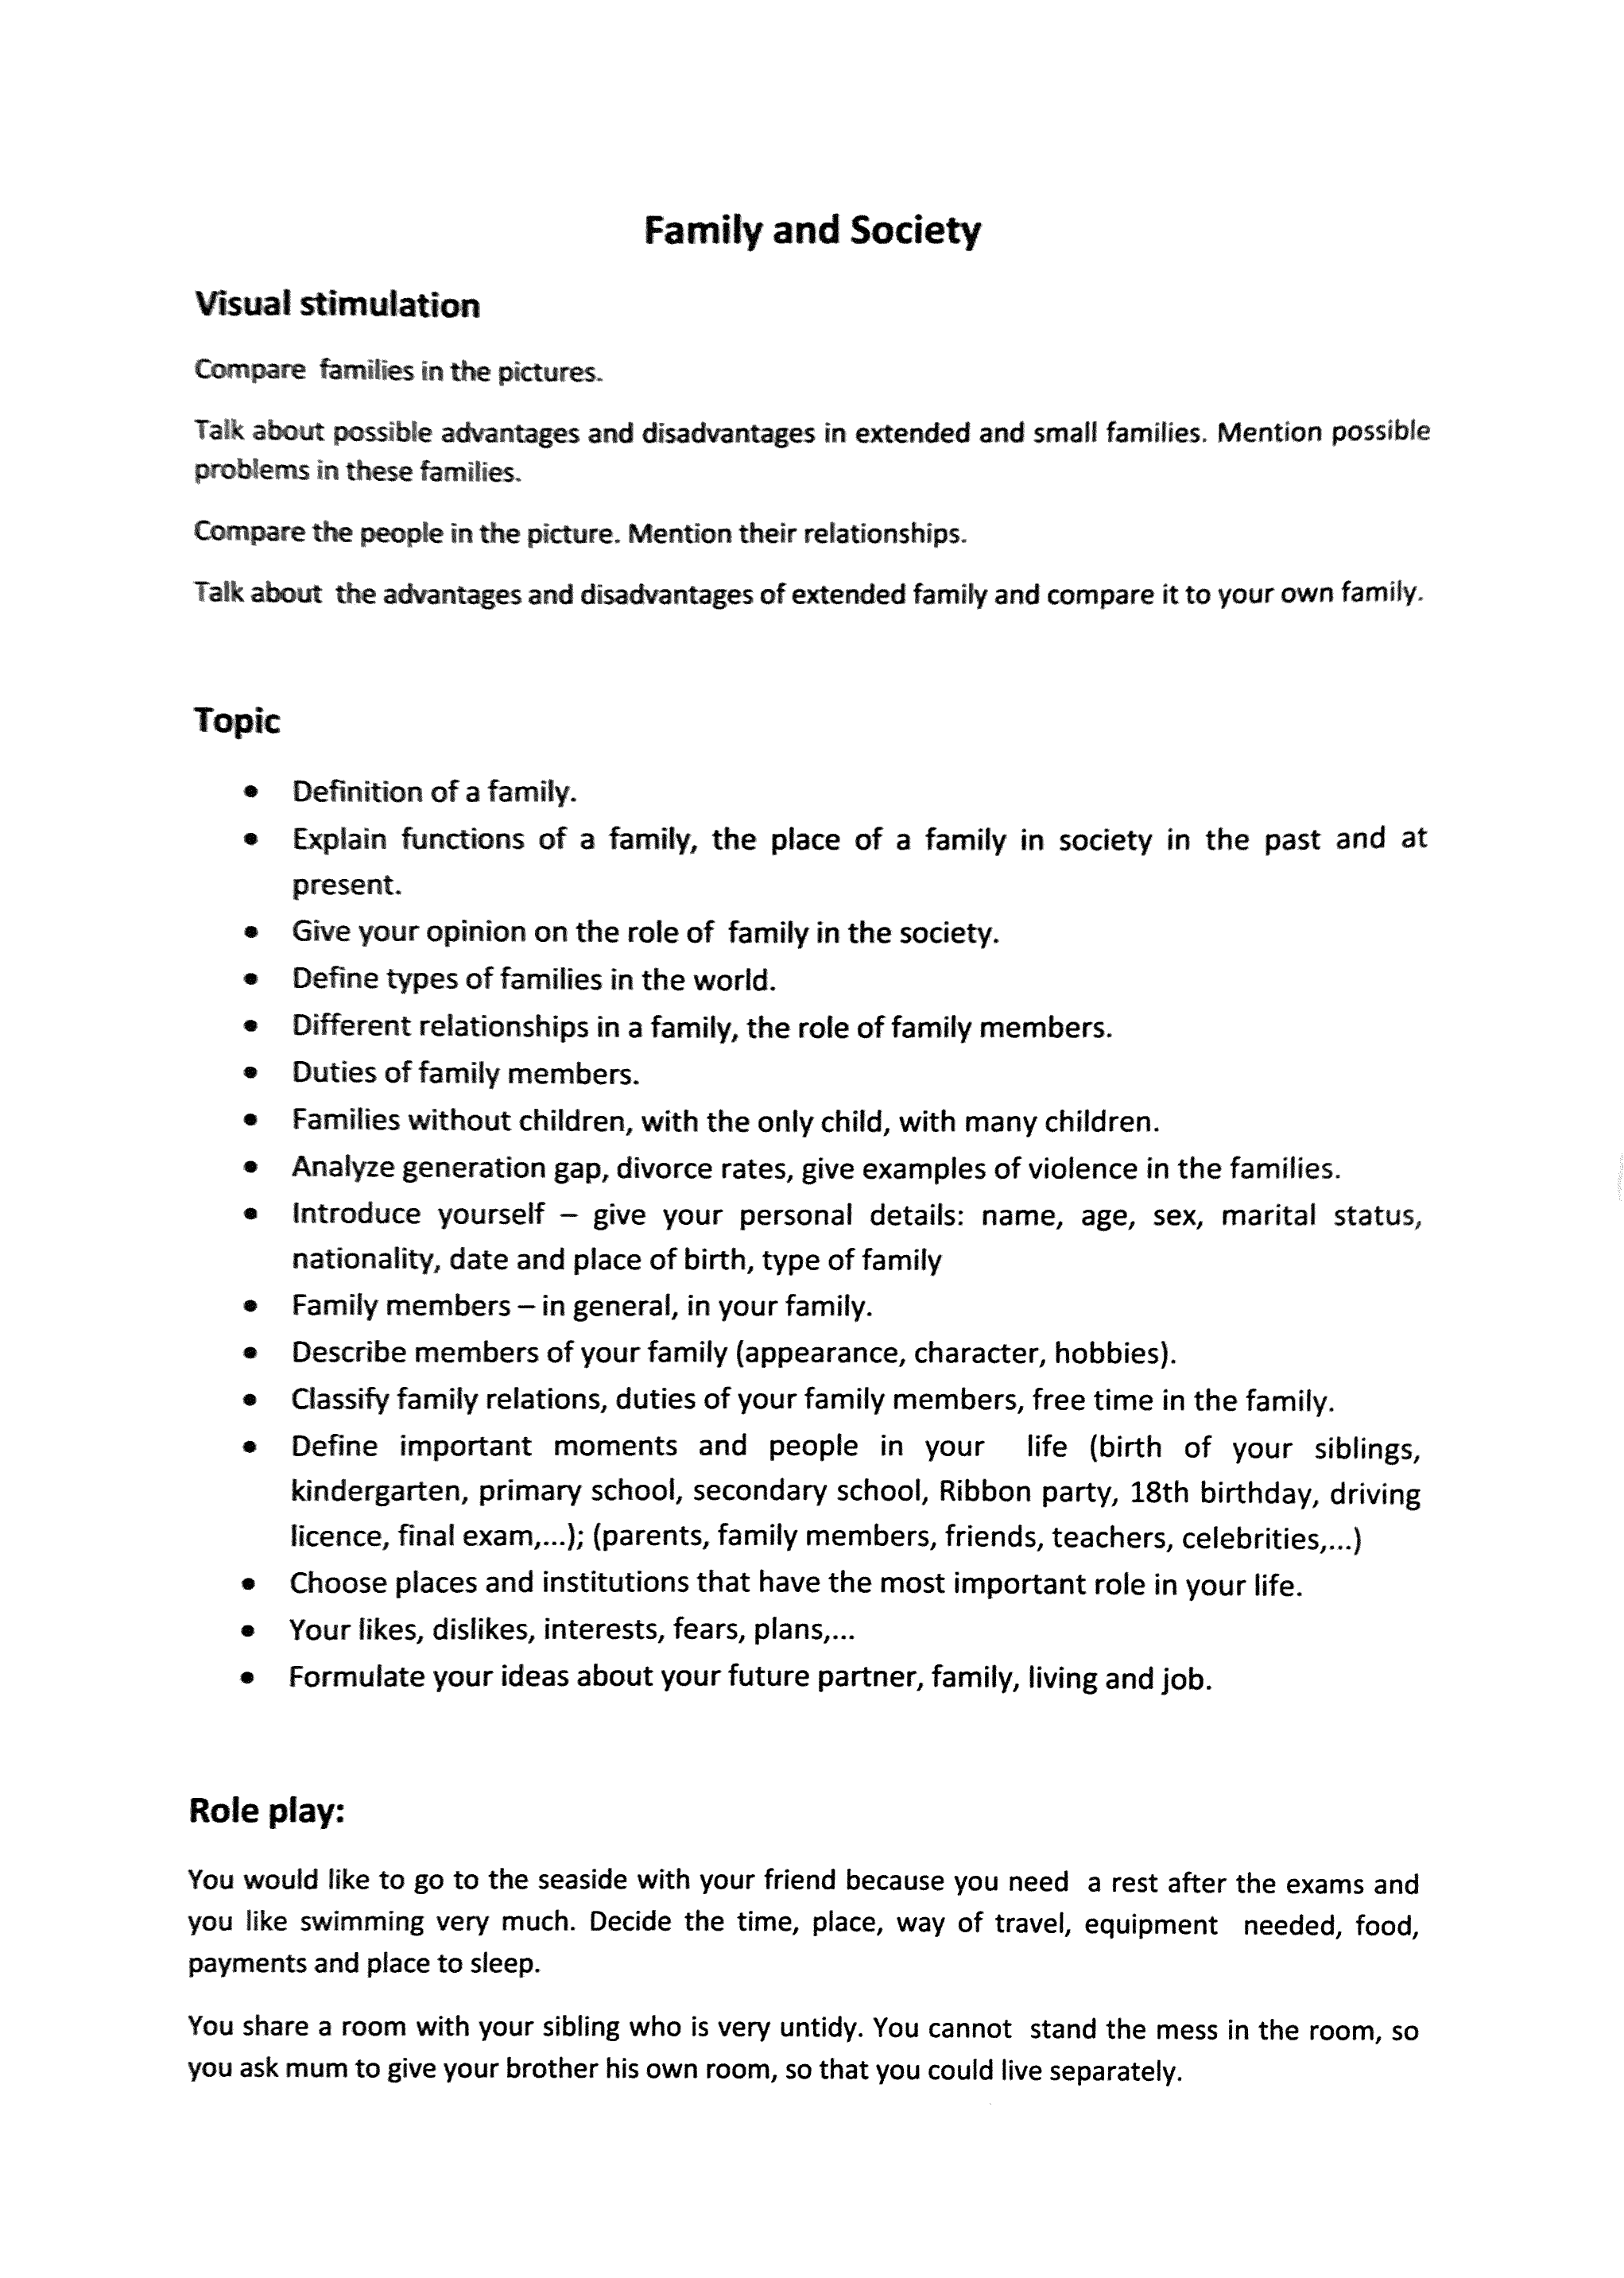 Family and Society
Visual stimulation
Compare families in the pictures.
Talk about possible advantages and disadvantages in extended and small families. Mention possible
problems in these families.
Compare the people in the picture. Mention their relationships.
Talk about the advantages and disadvantages of extended family and compare it to your own family.
Topic
• Definition of a family.
• Explain functions of a family, the place of a family in society in the past and at
present.
• Give your opinion on the role of family in the society.
• Define types of families in the world.
• Different relationships in a family, the role of family members.
• Duties of family members.
• Families without children, with the only child, with many children.
• Analyze generation gap, divorce rates, give examples of violence in the families.
• Introduce yourself – give your personal details: name, age, sex, marital status,
nationality, date and place of birth, type of family
• Family members – in general, in your family.
• Describe members of your family (appearance, character, hobbies).
• Classify family relations, duties of your family members, free time in the family.
• Define important moments and people in your life (birth of your siblings,
kindergarten, primary school, secondary school, Ribbon party, 18th birthday, driving
licence, final exam,...); (parents, family members, friends, teachers, celebrities,...)
• Choose places and institutions that have the most important role in your life.
• Your likes, dislikes, interests, fears, plans,...
• Formulate your ideas about your future partner, family, living and job.
Role play:
You would like to go to the seaside with your friend because you need a rest after the exams and
you like swimming very much. Decide the time, place, way of travel, equipment needed, food,
payments and place to sleep.
You share a room with your sibling who is very untidy. You cannot stand the mess in the room, so
you ask mum to give your brother his own room, so that you could live separately.